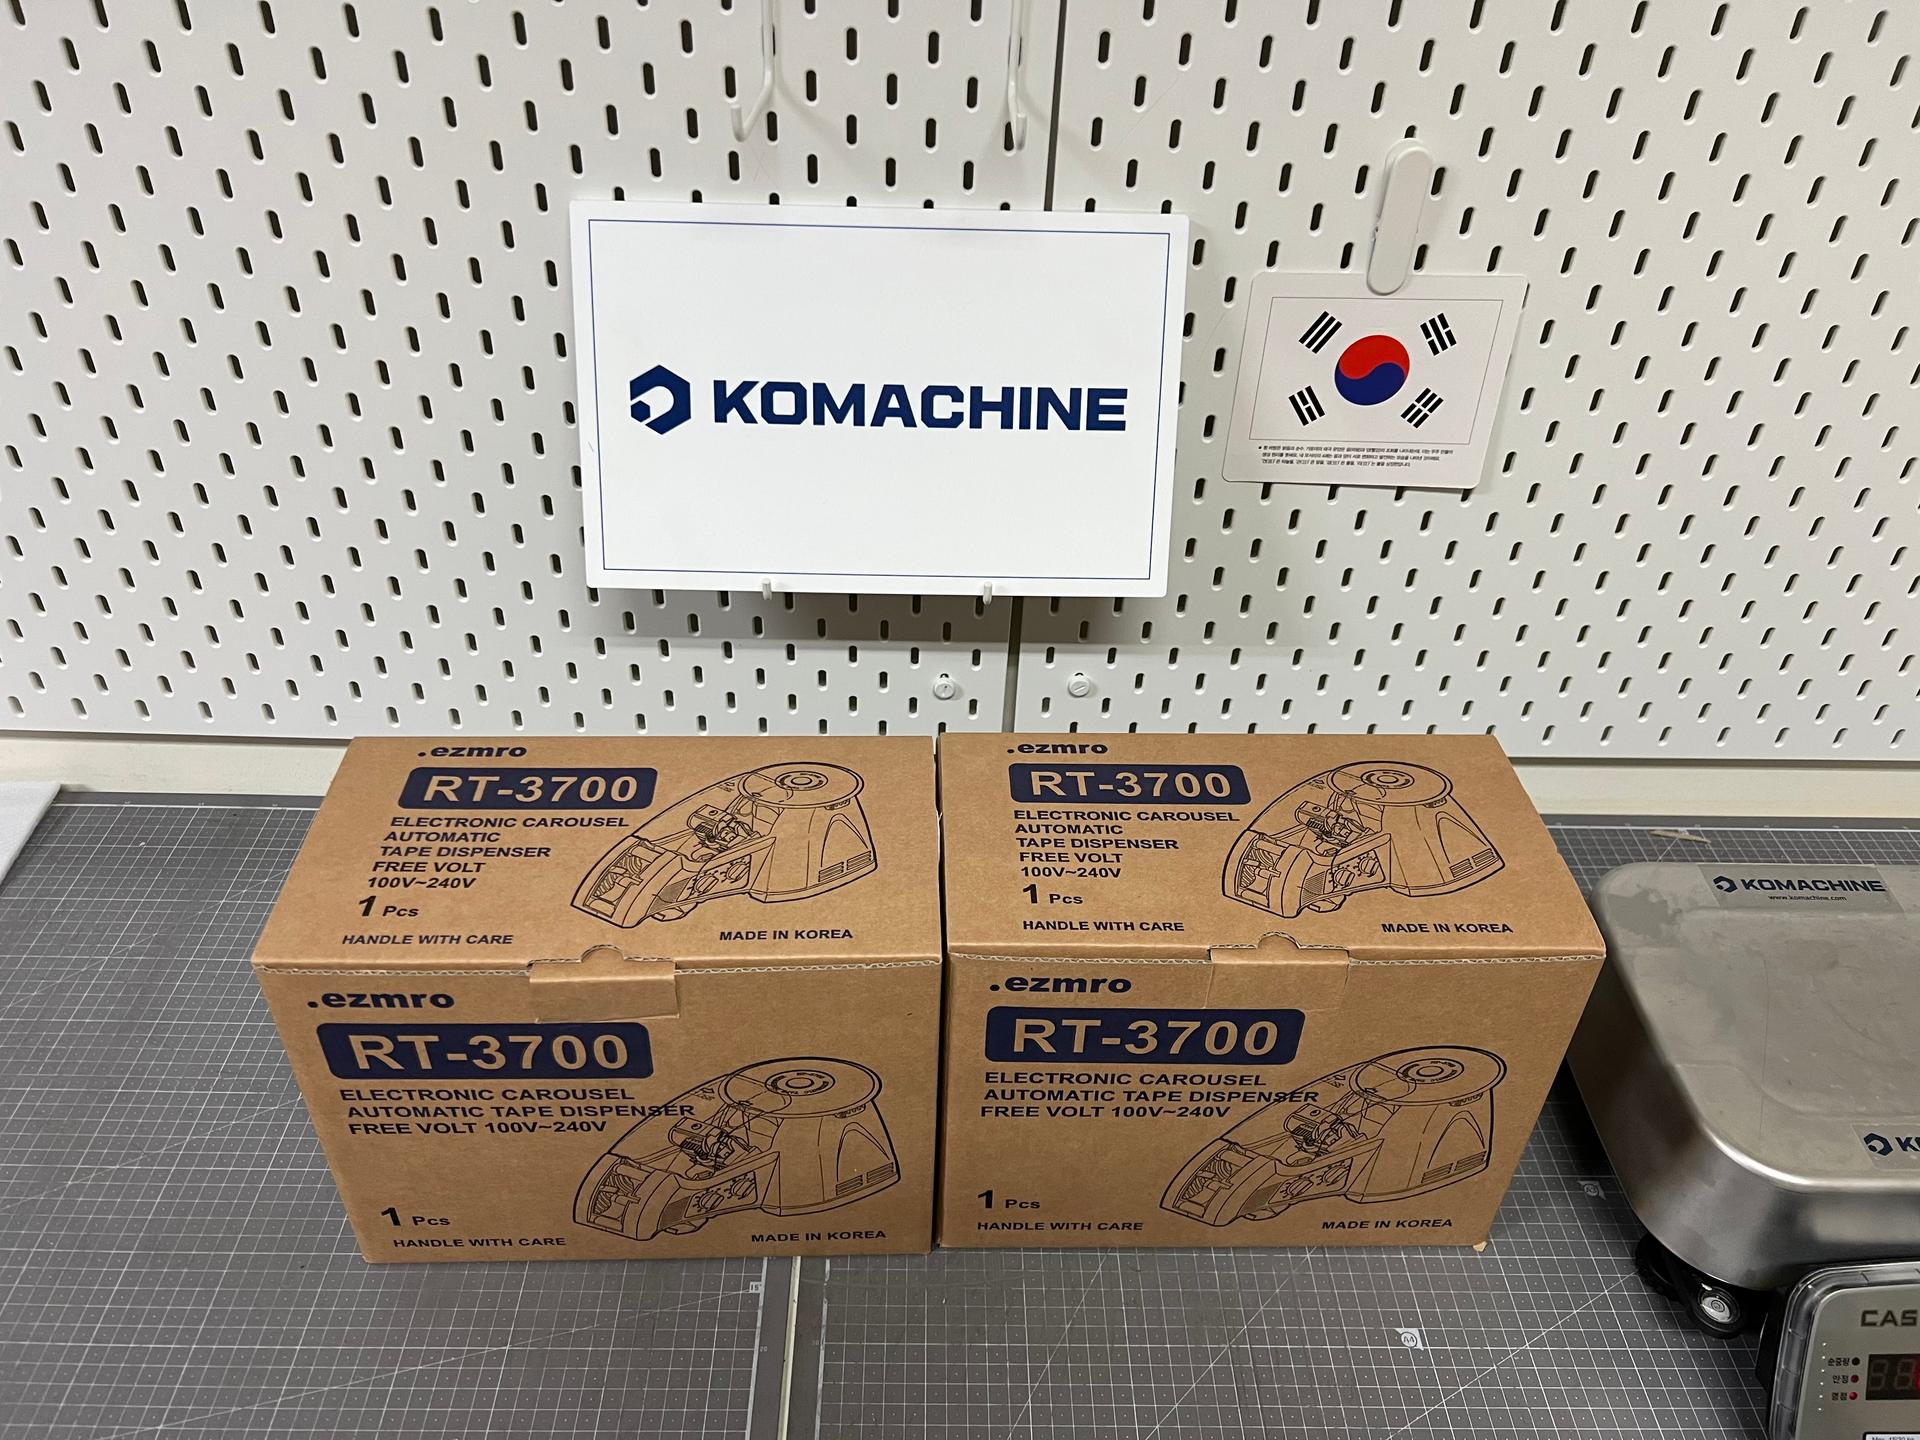 KOMACHINE
.ezmro
RT-3700
ELECTRONIC CAROUSEL
AUTOMATIC
TAPE DISPENSER
FREE VOLT
100V~240V
1 Pcs
HANDLE WITH CARE
MADE IN KOREA
.ezmro
RT-3700
ELECTRONIC CAROUSEL
AUTOMATIC TAPE DISPENSER
FREE VOLT 100V~240V
1 Pcs
HANDLE WITH CARE
MADE IN KOREA
.ezmro
RT-3700
ELECTRONIC CAROUSEL
AUTOMATIC
TAPE DISPENSER
FREE VOLT
100V~240V
1 Pcs
HANDLE WITH CARE
MADE IN KOREA
.ezmro
RT-3700
ELECTRONIC CAROUSEL
AUTOMATIC TAPE DISPENSER
FREE VOLT 100V~240V
1 Pcs
HANDLE WITH CARE
MADE IN KOREA
KOMACHINE
www.komachine.com
CAS
안정
A4